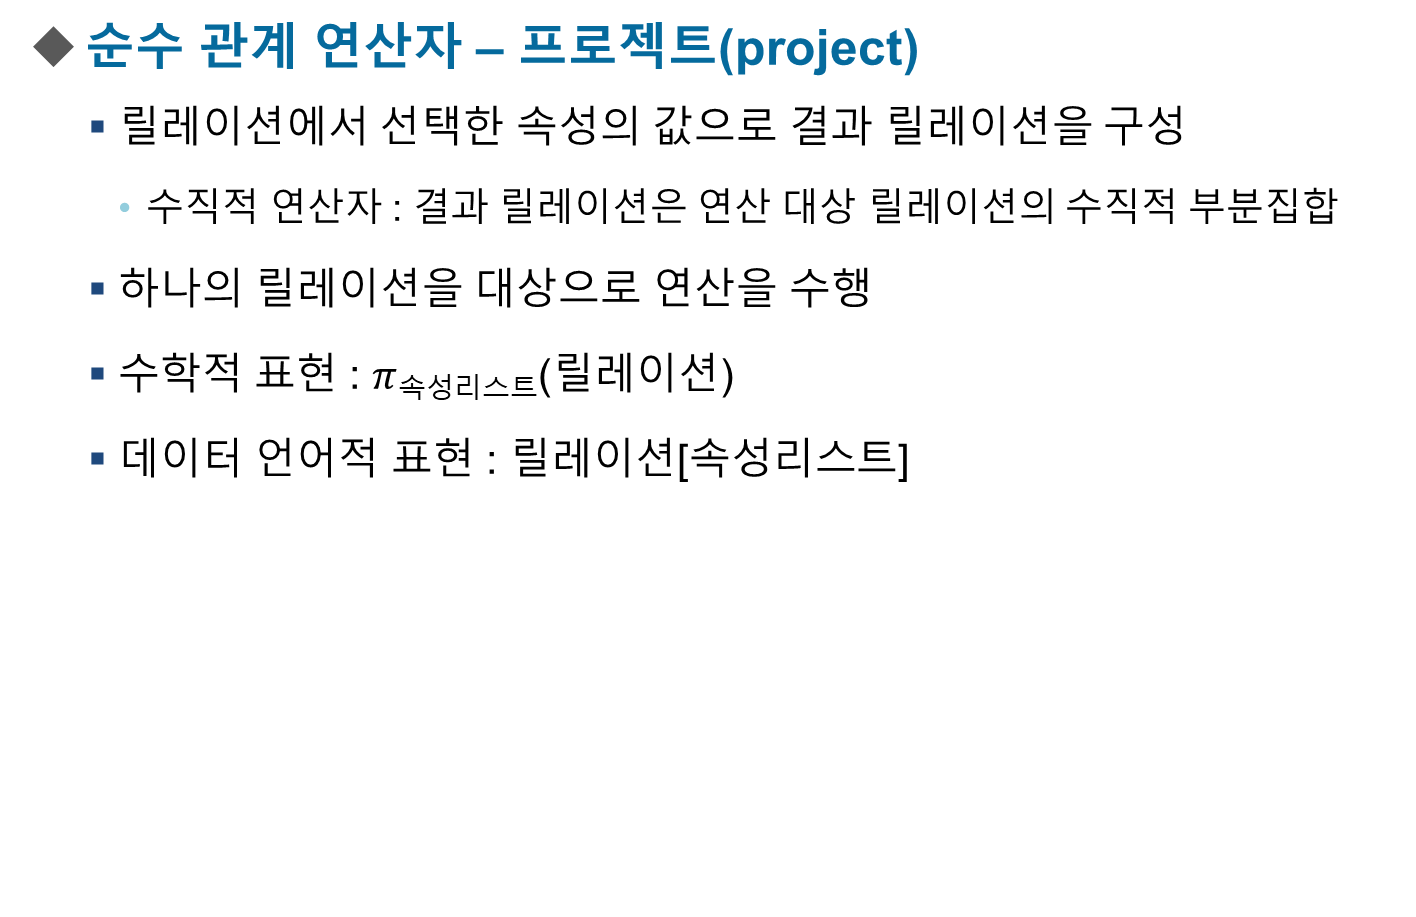 ◆ 순수 관계 연산자 – 프로젝트(project)
▪ 릴레이션에서 선택한 속성의 값으로 결과 릴레이션을 구성
• 수직적 연산자 : 결과 릴레이션은 연산 대상 릴레이션의 수직적 부분집합
▪ 하나의 릴레이션을 대상으로 연산을 수행
▪ 수학적 표현 : π속성리스트(릴레이션)
▪ 데이터 언어적 표현 : 릴레이션[속성리스트]